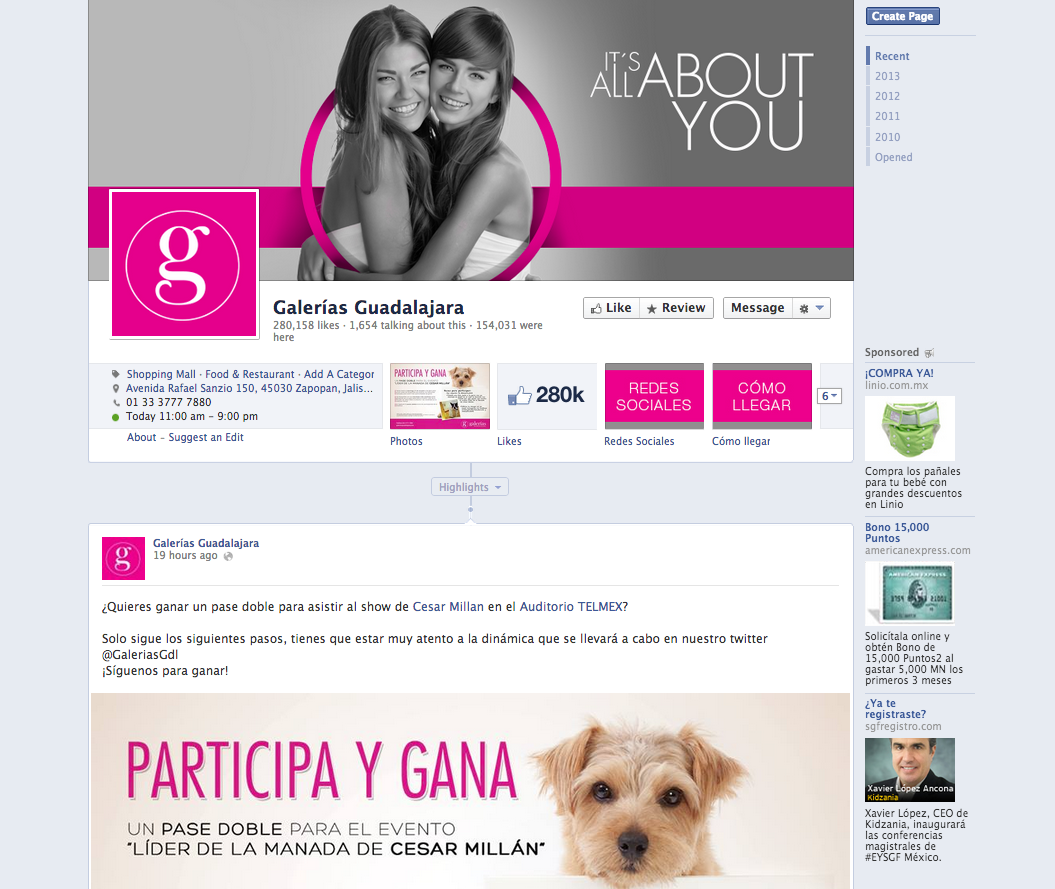 IT´S
ALL ABOUT
YOU
g
Galerías Guadalajara
280,158 likes · 1,654 talking about this · 154,031 were
here
Like
Review
Message
Shopping Mall · Food & Restaurant · Add A Categor
Avenida Rafael Sanzio 150, 45030 Zapopan, Jalis...
01 33 3777 7880
Today 11:00 am - 9:00 pm
About – Suggest an Edit
PARTICIPA Y GANA
Photos
280k
Likes
REDES
SOCIALES
Redes Sociales
CÓMO
LLEGAR
Cómo llegar
6
Highlights
g
Galerías Guadalajara
19 hours ago
¿Quieres ganar un pase doble para asistir al show de Cesar Millan en el Auditorio TELMEX?
Solo sigue los siguientes pasos, tienes que estar muy atento a la dinámica que se llevará a cabo en nuestro twitter
@GaleriasGdl
¡Síguenos para ganar!
PARTICIPA Y GANA
UN PASE DOBLE PARA EL EVENTO
"LÍDER DE LA MANADA DE CESAR MILLÁN"
Create Page
Recent
2013
2012
2011
2010
Opened
Sponsored
¡COMPRA YA!
linio.com.mx
Compra los pañales
para tu bebé con
grandes descuentos
en Linio
Bono 15,000
Puntos
americanexpress.com
AMERICAN EXPRESS
Solicítala online y
obtén Bono de
15,000 Puntos2 al
gastar 5,000 MN los
primeros 3 meses
¿Ya te
registraste?
sgfregistro.com
Xavier López Ancona
Kidzania
Xavier López, CEO de
Kidzania, inaugurará
las conferencias
magistrales de
#EYSGF México.